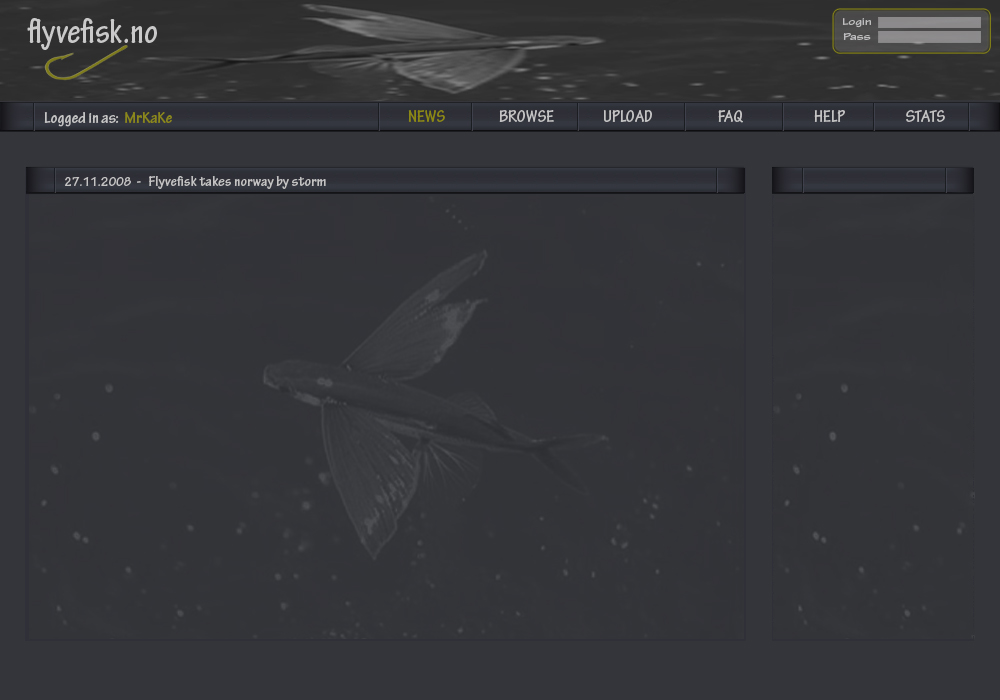 flyvefisk.no
Login
Pass
Logged in as: MrKaKe
NEWS
BROWSE
UPLOAD
FAQ
HELP
STATS
27.11.2008 - Flyvefisk takes norway by storm